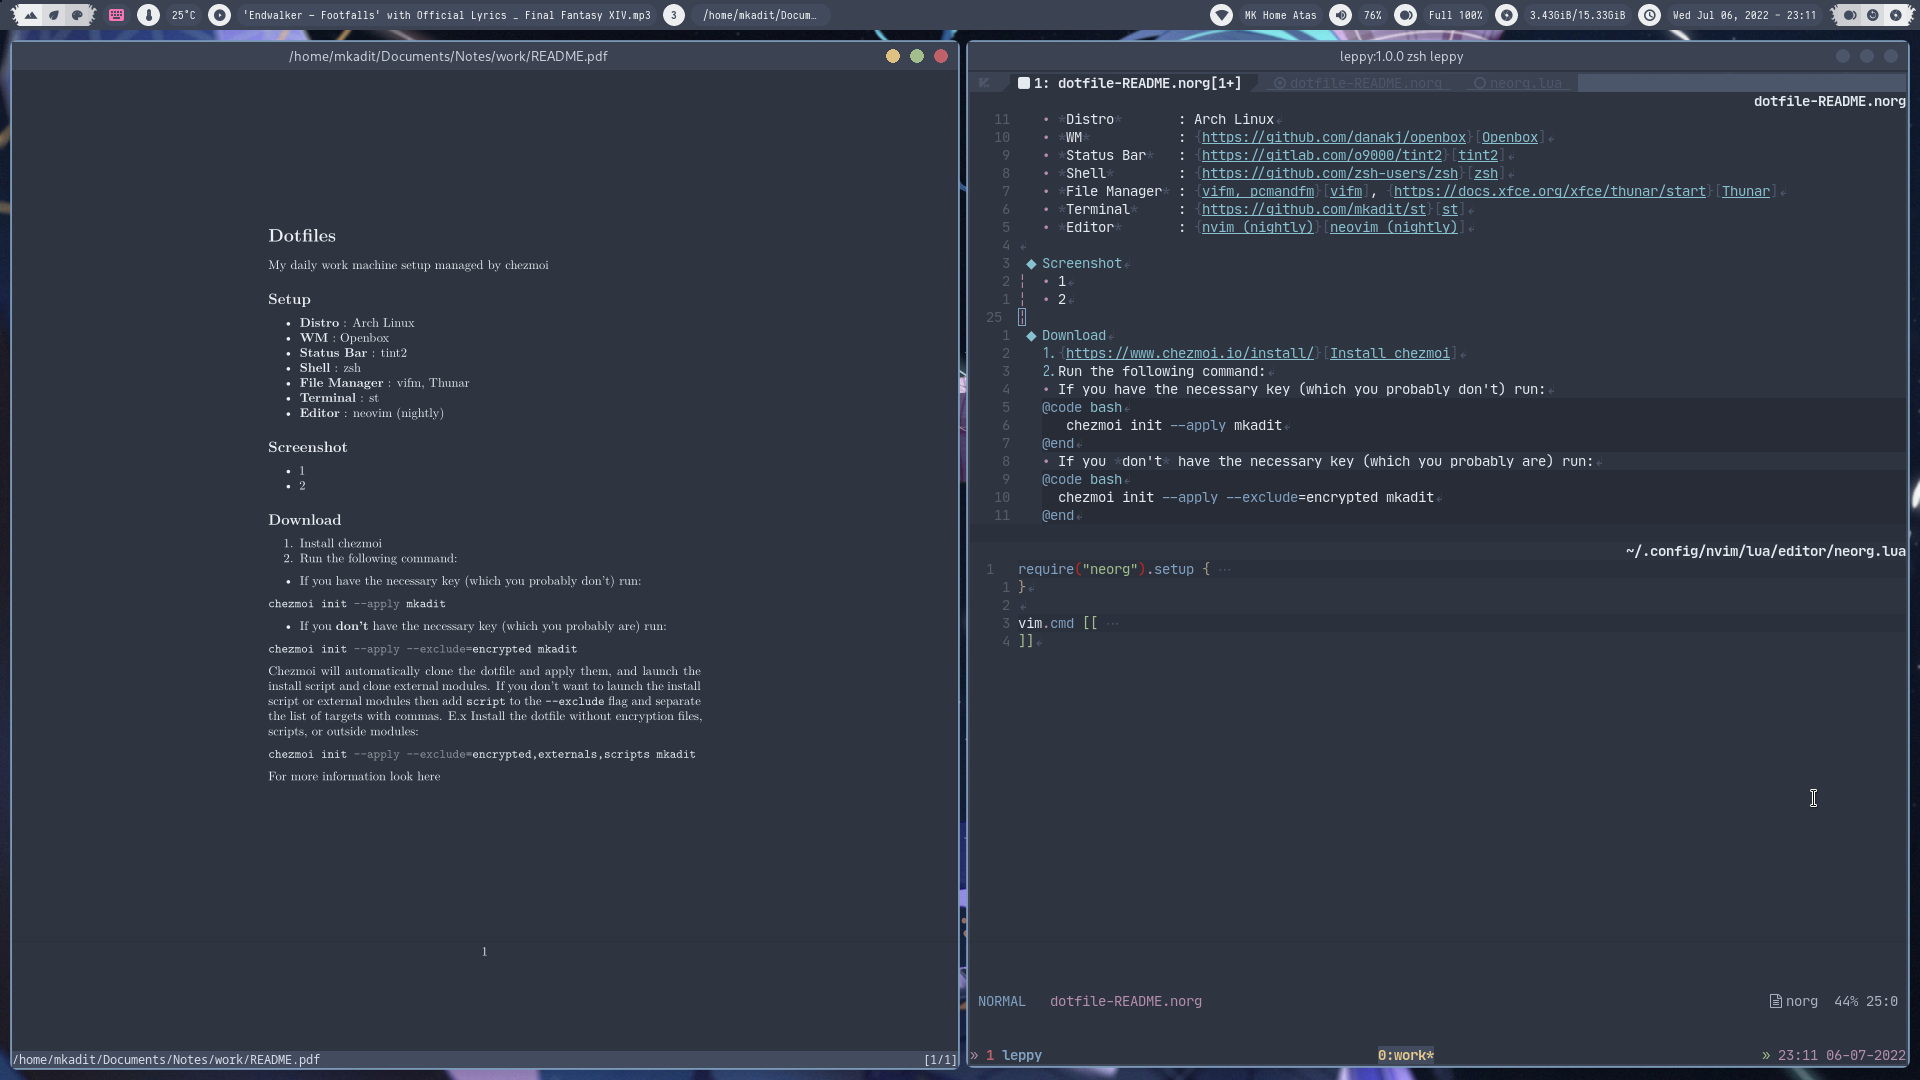 25°C
'Endwalker - Footfalls' with Official Lyrics _ Final Fantasy XIV.mp3
3
/home/mkadit/Docum…
MK Home Atas
76%
Full 100%
3.43GiB/15.33GiB
Wed Jul 06, 2022 - 23:11
/home/mkadit/Documents/Notes/work/README.pdf
Dotfiles
My daily work machine setup managed by chezmoi
Setup
• Distro : Arch Linux
• WM : Openbox
• Status Bar : tint2
• Shell : zsh
• File Manager : vifm, Thunar
• Terminal : st
• Editor : neovim (nightly)
Screenshot
• 1
• 2
Download
1. Install chezmoi
2. Run the following command:
• If you have the necessary key (which you probably don't) run:
chezmoi init --apply mkadit
• If you don't have the necessary key (which you probably are) run:
chezmoi init --apply --exclude=encrypted mkadit
Chezmoi will automatically clone the dotfile and apply them, and launch the
install script and clone external modules. If you don't want to launch the install
script or external modules then add script to the --exclude flag and separate
the list of targets with commas. E.x Install the dotfile without encryption files,
scripts, or outside modules:
chezmoi init --apply --exclude=encrypted,externals,scripts mkadit
For more information look here
1
/home/mkadit/Documents/Notes/work/README.pdf [1/1]
leppy:1.0.0 zsh leppy
1: dotfile-README.norg[1+] dotfile-README.norg neorg.lua
dotfile-README.norg
11 • *Distro* : Arch Linux
10 • *WM* : {https://github.com/danakj/openbox}[Openbox]
9 • *Status Bar* : {https://gitlab.com/o9000/tint2}[tint2]
8 • *Shell* : {https://github.com/zsh-users/zsh}[zsh]
7 • *File Manager* : {vifm, pcmandfm}[vifm], {https://docs.xfce.org/xfce/thunar/start}[Thunar]
6 • *Terminal* : {https://github.com/mkadit/st}[st]
5 • *Editor* : {nvim (nightly)}[neovim (nightly)]
4
3 ◆ Screenshot
2 • 1
1 • 2
25
1 ◆ Download
2 1. {https://www.chezmoi.io/install/}[Install chezmoi]
3 2. Run the following command:
4 • If you have the necessary key (which you probably don't) run:
5 @code bash
6 chezmoi init --apply mkadit
7 @end
8 • If you *don't* have the necessary key (which you probably are) run:
9 @code bash
10 chezmoi init --apply --exclude=encrypted mkadit
11 @end
~/.config/nvim/lua/editor/neorg.lua
1 require("neorg").setup { ···
1 }
2
3 vim.cmd [[ ···
4 ]]
NORMAL dotfile-README.norg norg 44% 25:0
» 1 leppy 0:work* » 23:11 06-07-2022